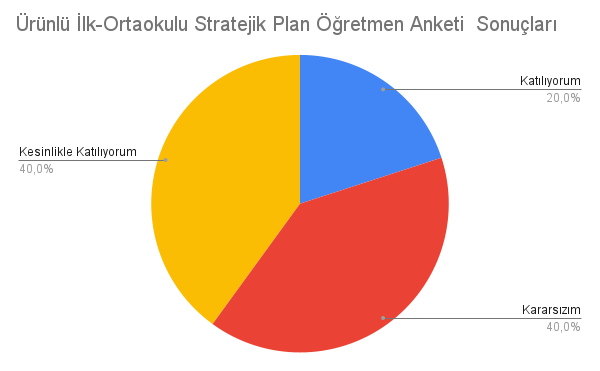 Ürünlü İlk-Ortaokulu Stratejik Plan Öğretmen Anketi  Sonuçları
Katılıyorum
20,0%
Kesinlikle Katılıyorum
40,0%
Kararsızım
40,0%